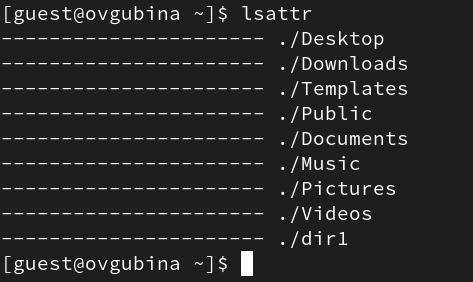 [guest@ovgubina ~]$ lsattr
---------------------- ./Desktop
---------------------- ./Downloads
---------------------- ./Templates
---------------------- ./Public
---------------------- ./Documents
---------------------- ./Music
---------------------- ./Pictures
---------------------- ./Videos
---------------------- ./dir1
[guest@ovgubina ~]$